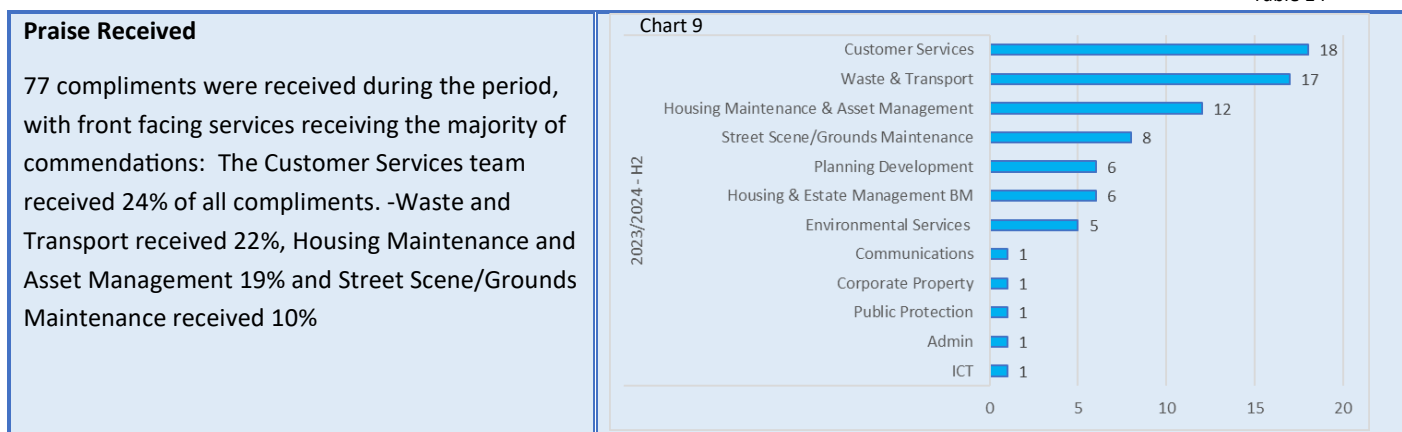 Praise Received
77 compliments were received during the period,
with front facing services receiving the majority of
commendations: The Customer Services team
received 24% of all compliments. -Waste and
Transport received 22%, Housing Maintenance and
Asset Management 19% and Street Scene/Grounds
Maintenance received 10%
Chart 9
2023/2024 - H2
Customer Services 18
Waste & Transport 17
Housing Maintenance & Asset Management 12
Street Scene/Grounds Maintenance 8
Planning Development 6
Housing & Estate Management BM 6
Environmental Services 5
Communications 1
Corporate Property 1
Public Protection 1
Admin 1
ICT 1
0 5 10 15 20